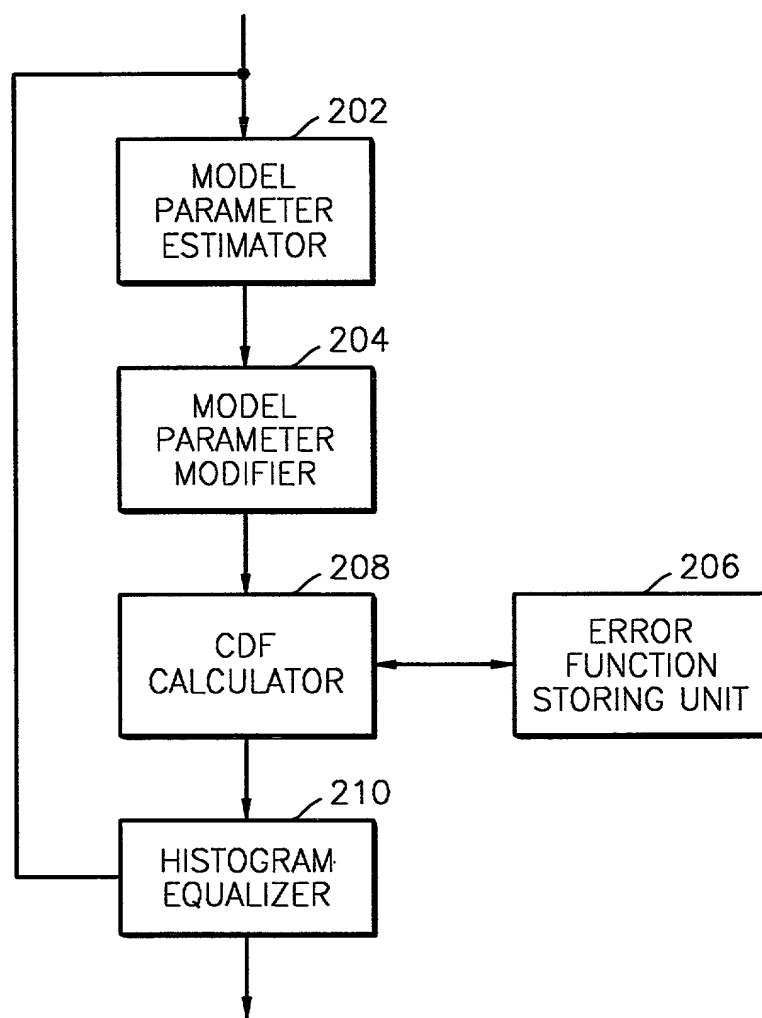 202
MODEL
PARAMETER
ESTIMATOR
204
MODEL
PARAMETER
MODIFIER
208
CDF
CALCULATOR
206
ERROR
FUNCTION
STORING UNIT
210
HISTOGRAM
EQUALIZER